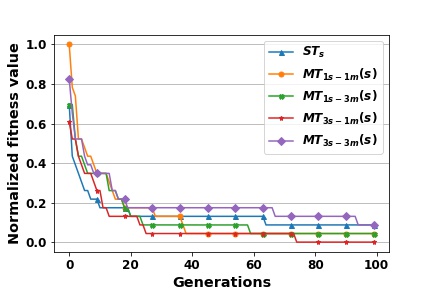 Normalized fitness value
1.0
0.8
0.6
0.4
0.2
0.0
0
20
40
60
80
100
Generations
STs
MT1s−1m(s)
MT1s−3m(s)
MT3s−1m(s)
MT3s−3m(s)